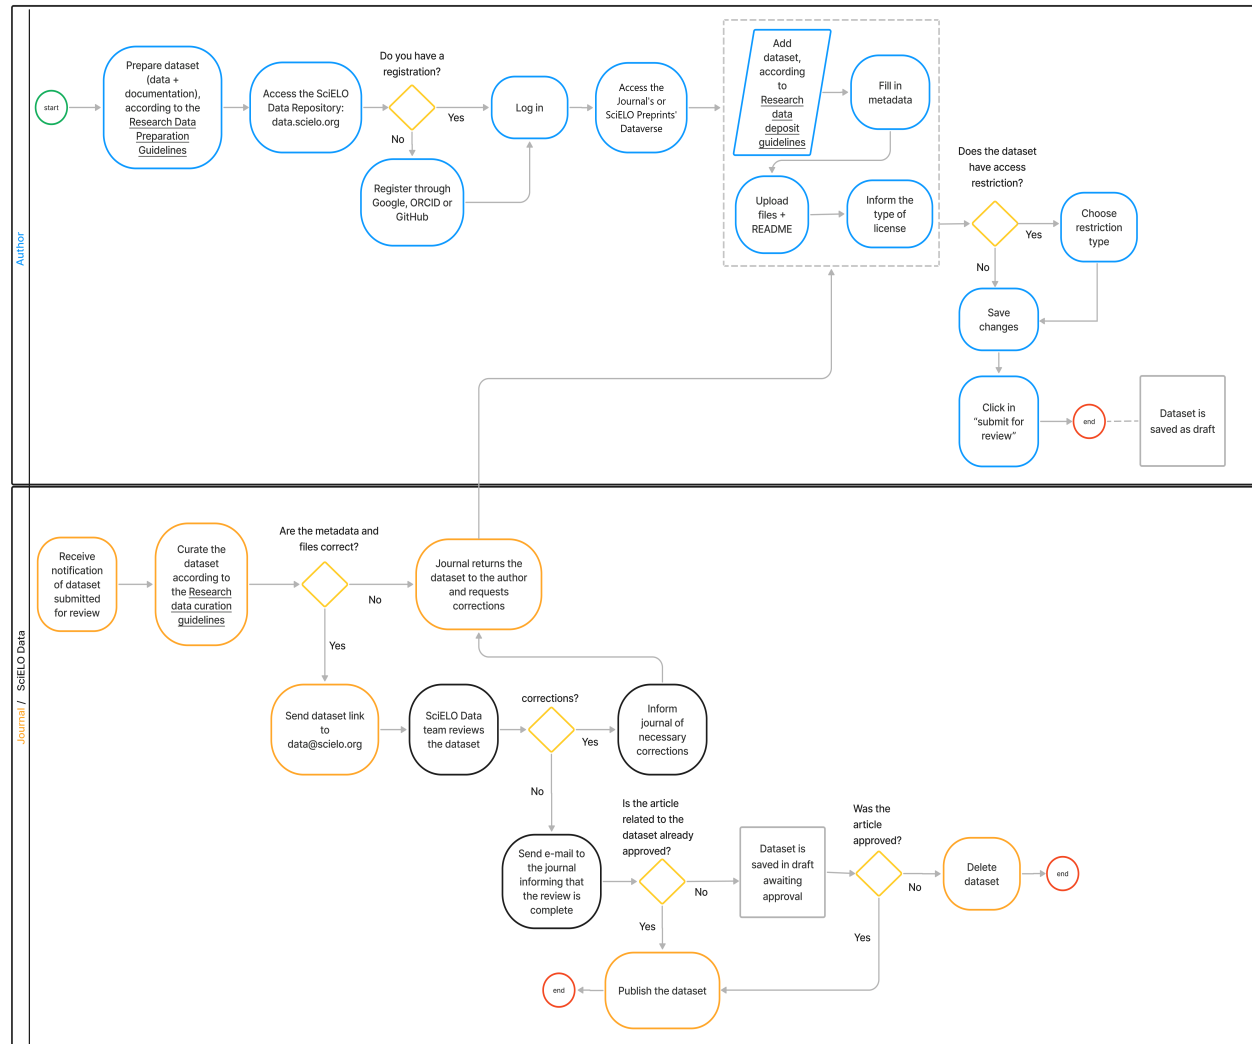 Author
start
Prepare dataset
(data +
documentation),
according to the
Research Data
Preparation
Guidelines
Access the SciELO
Data Repository:
data.scielo.org
Do you have a
registration?
Yes
No
Register through
Google, ORCID or
GitHub
Log in
Access the
Journal's or
SciELO Preprints'
Dataverse
Add
dataset,
according
to
Research
data
deposit
guidelines
Fill in
metadata
Upload
files +
README
Inform the
type of
license
Does the dataset
have access
restriction?
Yes
No
Choose
restriction
type
Save
changes
Click in
“submit for
review”
end
Dataset is
saved as draft
Journal / SciELO Data
Receive
notification
of dataset
submitted
for review
Curate the
dataset
according to
the Research
data curation
guidelines
Are the metadata and
files correct?
No
Yes
Journal returns the
dataset to the author
and requests
corrections
Send dataset link
to
data@scielo.org
SciELO Data
team reviews
the dataset
corrections?
Yes
No
Inform
journal of
necessary
corrections
Send e-mail to
the journal
informing that
the review is
complete
Is the article
related to the
dataset already
approved?
No
Yes
Dataset is
saved in draft
awaiting
approval
Was the
article
approved?
No
Yes
Delete
dataset
end
Publish the dataset
end